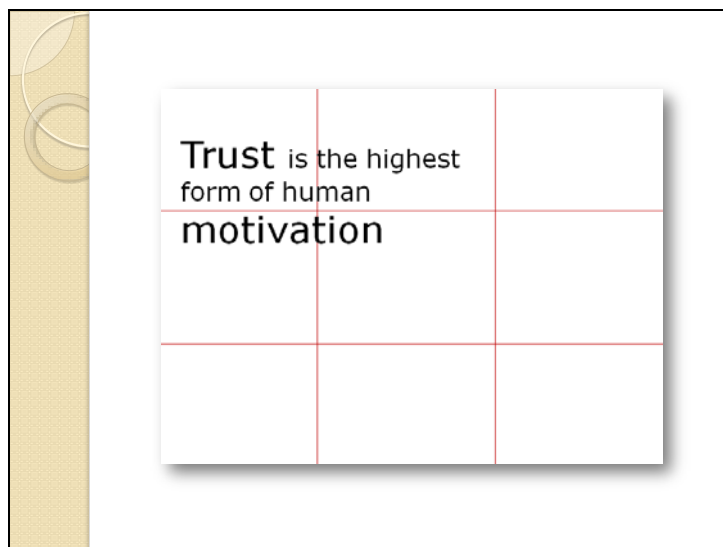 Trust is the highest
form of human
motivation